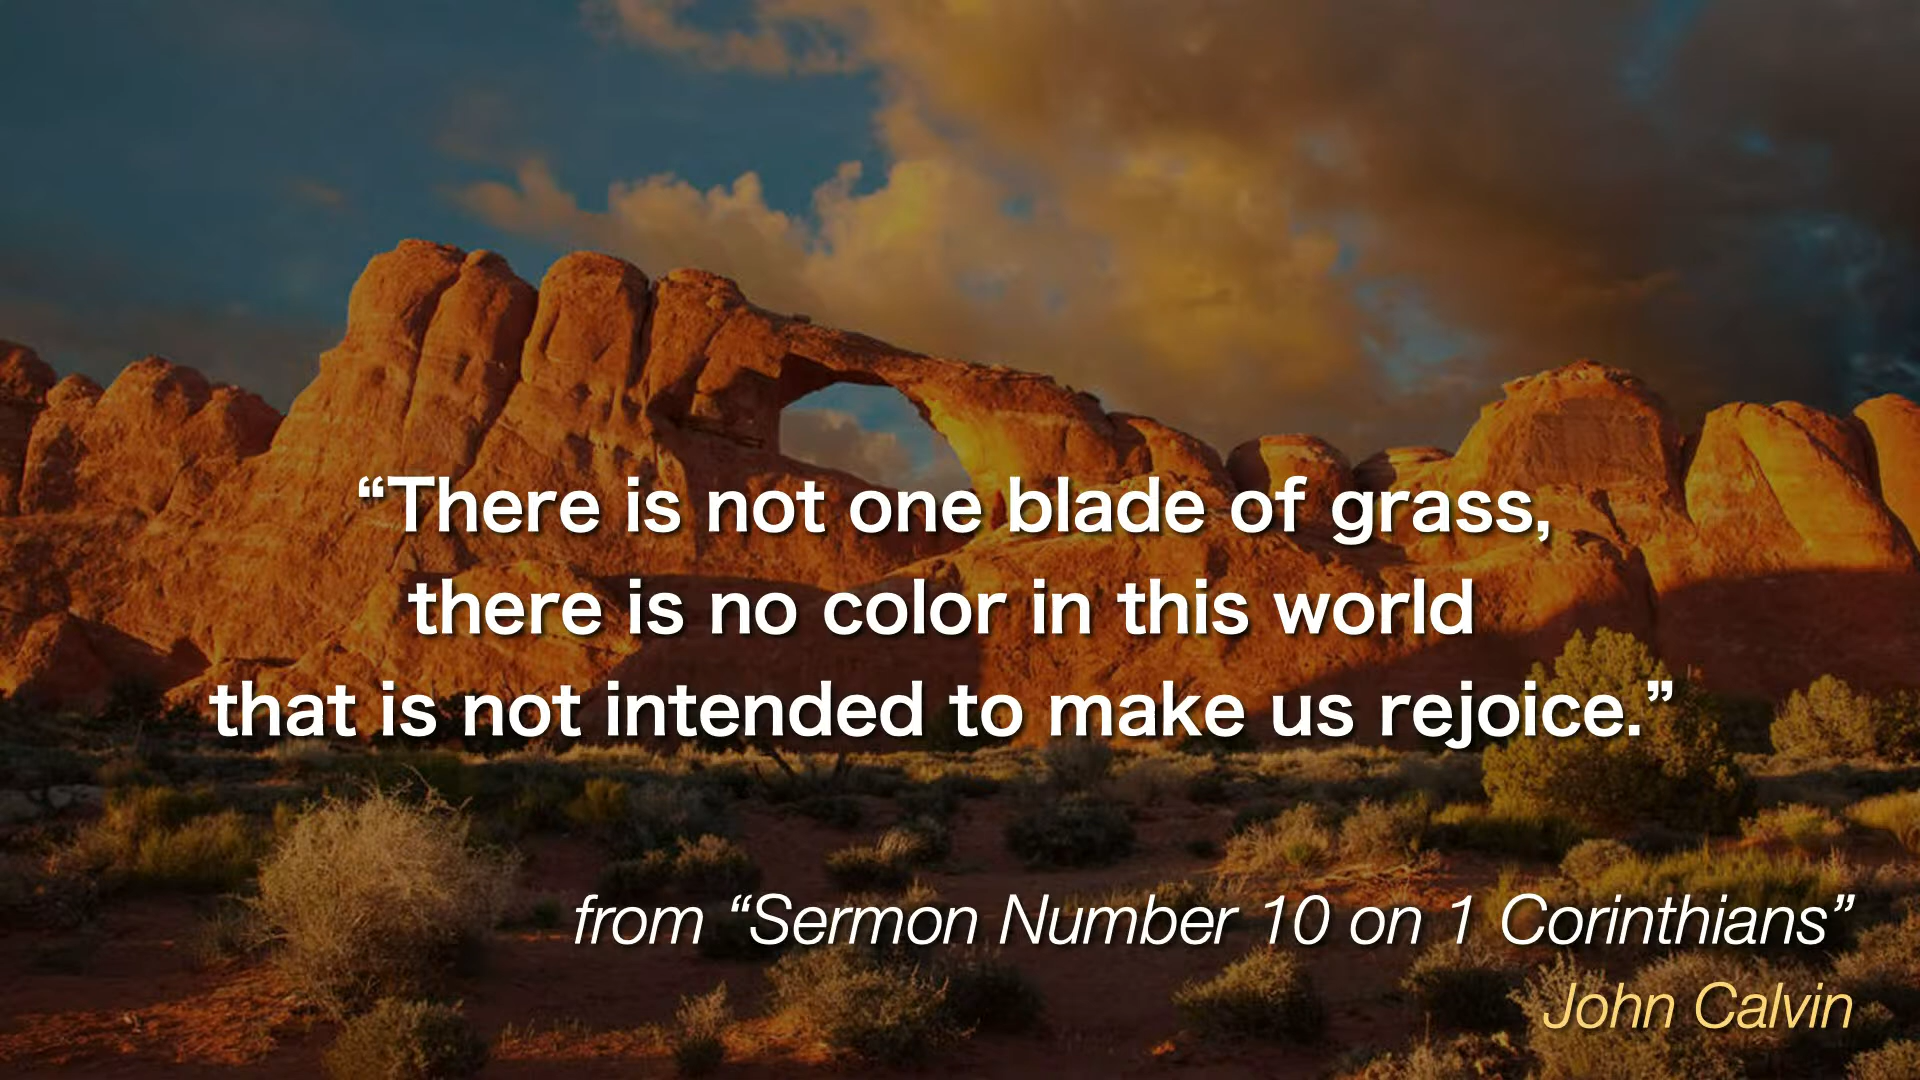 “There is not one blade of grass,
there is no color in this world
that is not intended to make us rejoice.”
from “Sermon Number 10 on 1 Corinthians”
John Calvin